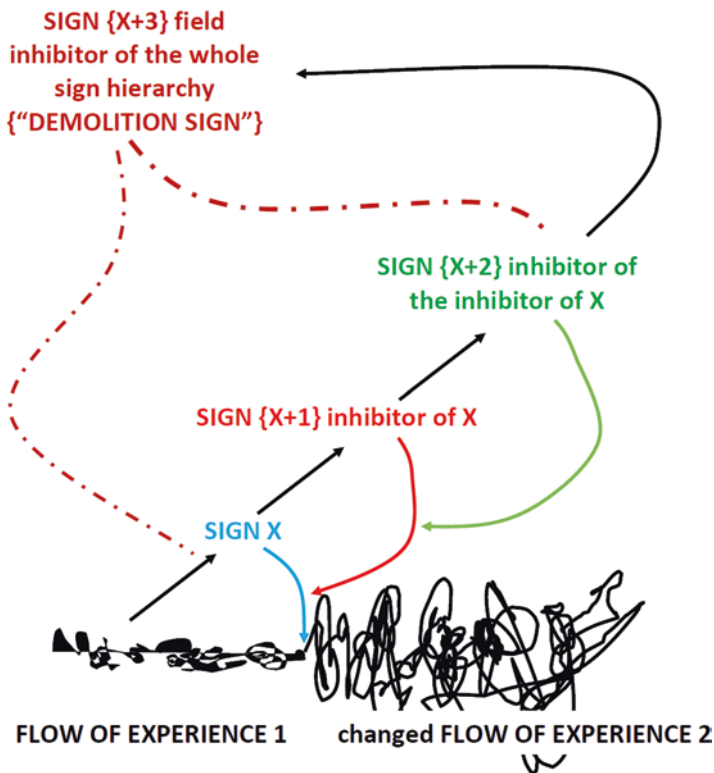 SIGN {X+3} field
inhibitor of the whole
sign hierarchy
{“DEMOLITION SIGN”}
SIGN {X+2} inhibitor of
the inhibitor of X
SIGN {X+1} inhibitor of X
SIGN X
FLOW OF EXPERIENCE 1
changed FLOW OF EXPERIENCE 2